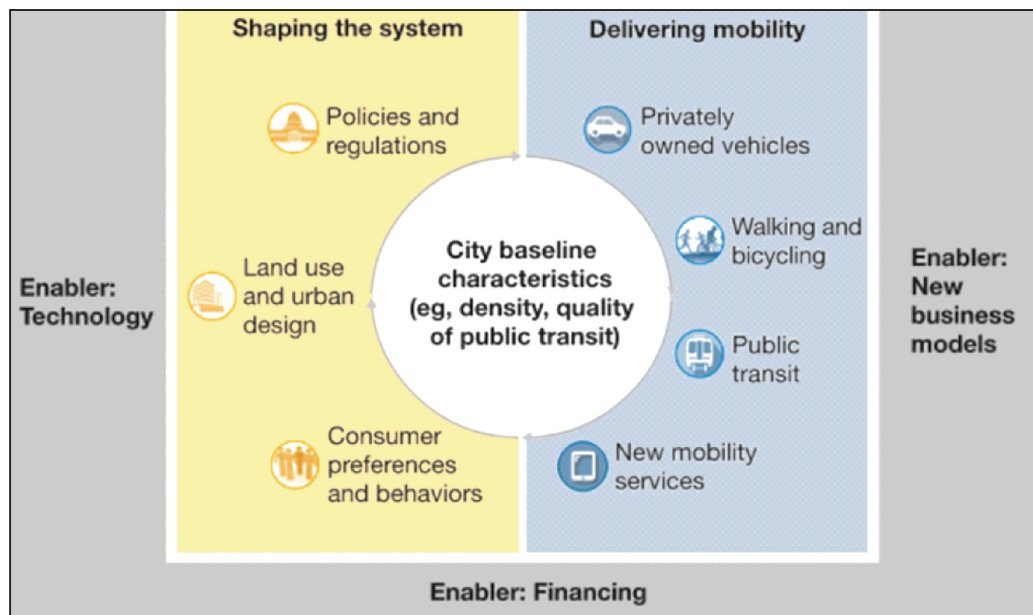 Shaping the system
Policies and
regulations
Land use
and urban
design
Consumer
preferences
and behaviors
Delivering mobility
Privately
owned vehicles
Walking and
bicycling
Public
transit
New mobility
services
City baseline
characteristics
(eg, density, quality
of public transit)
Enabler:
Technology
Enabler:
New
business
models
Enabler: Financing